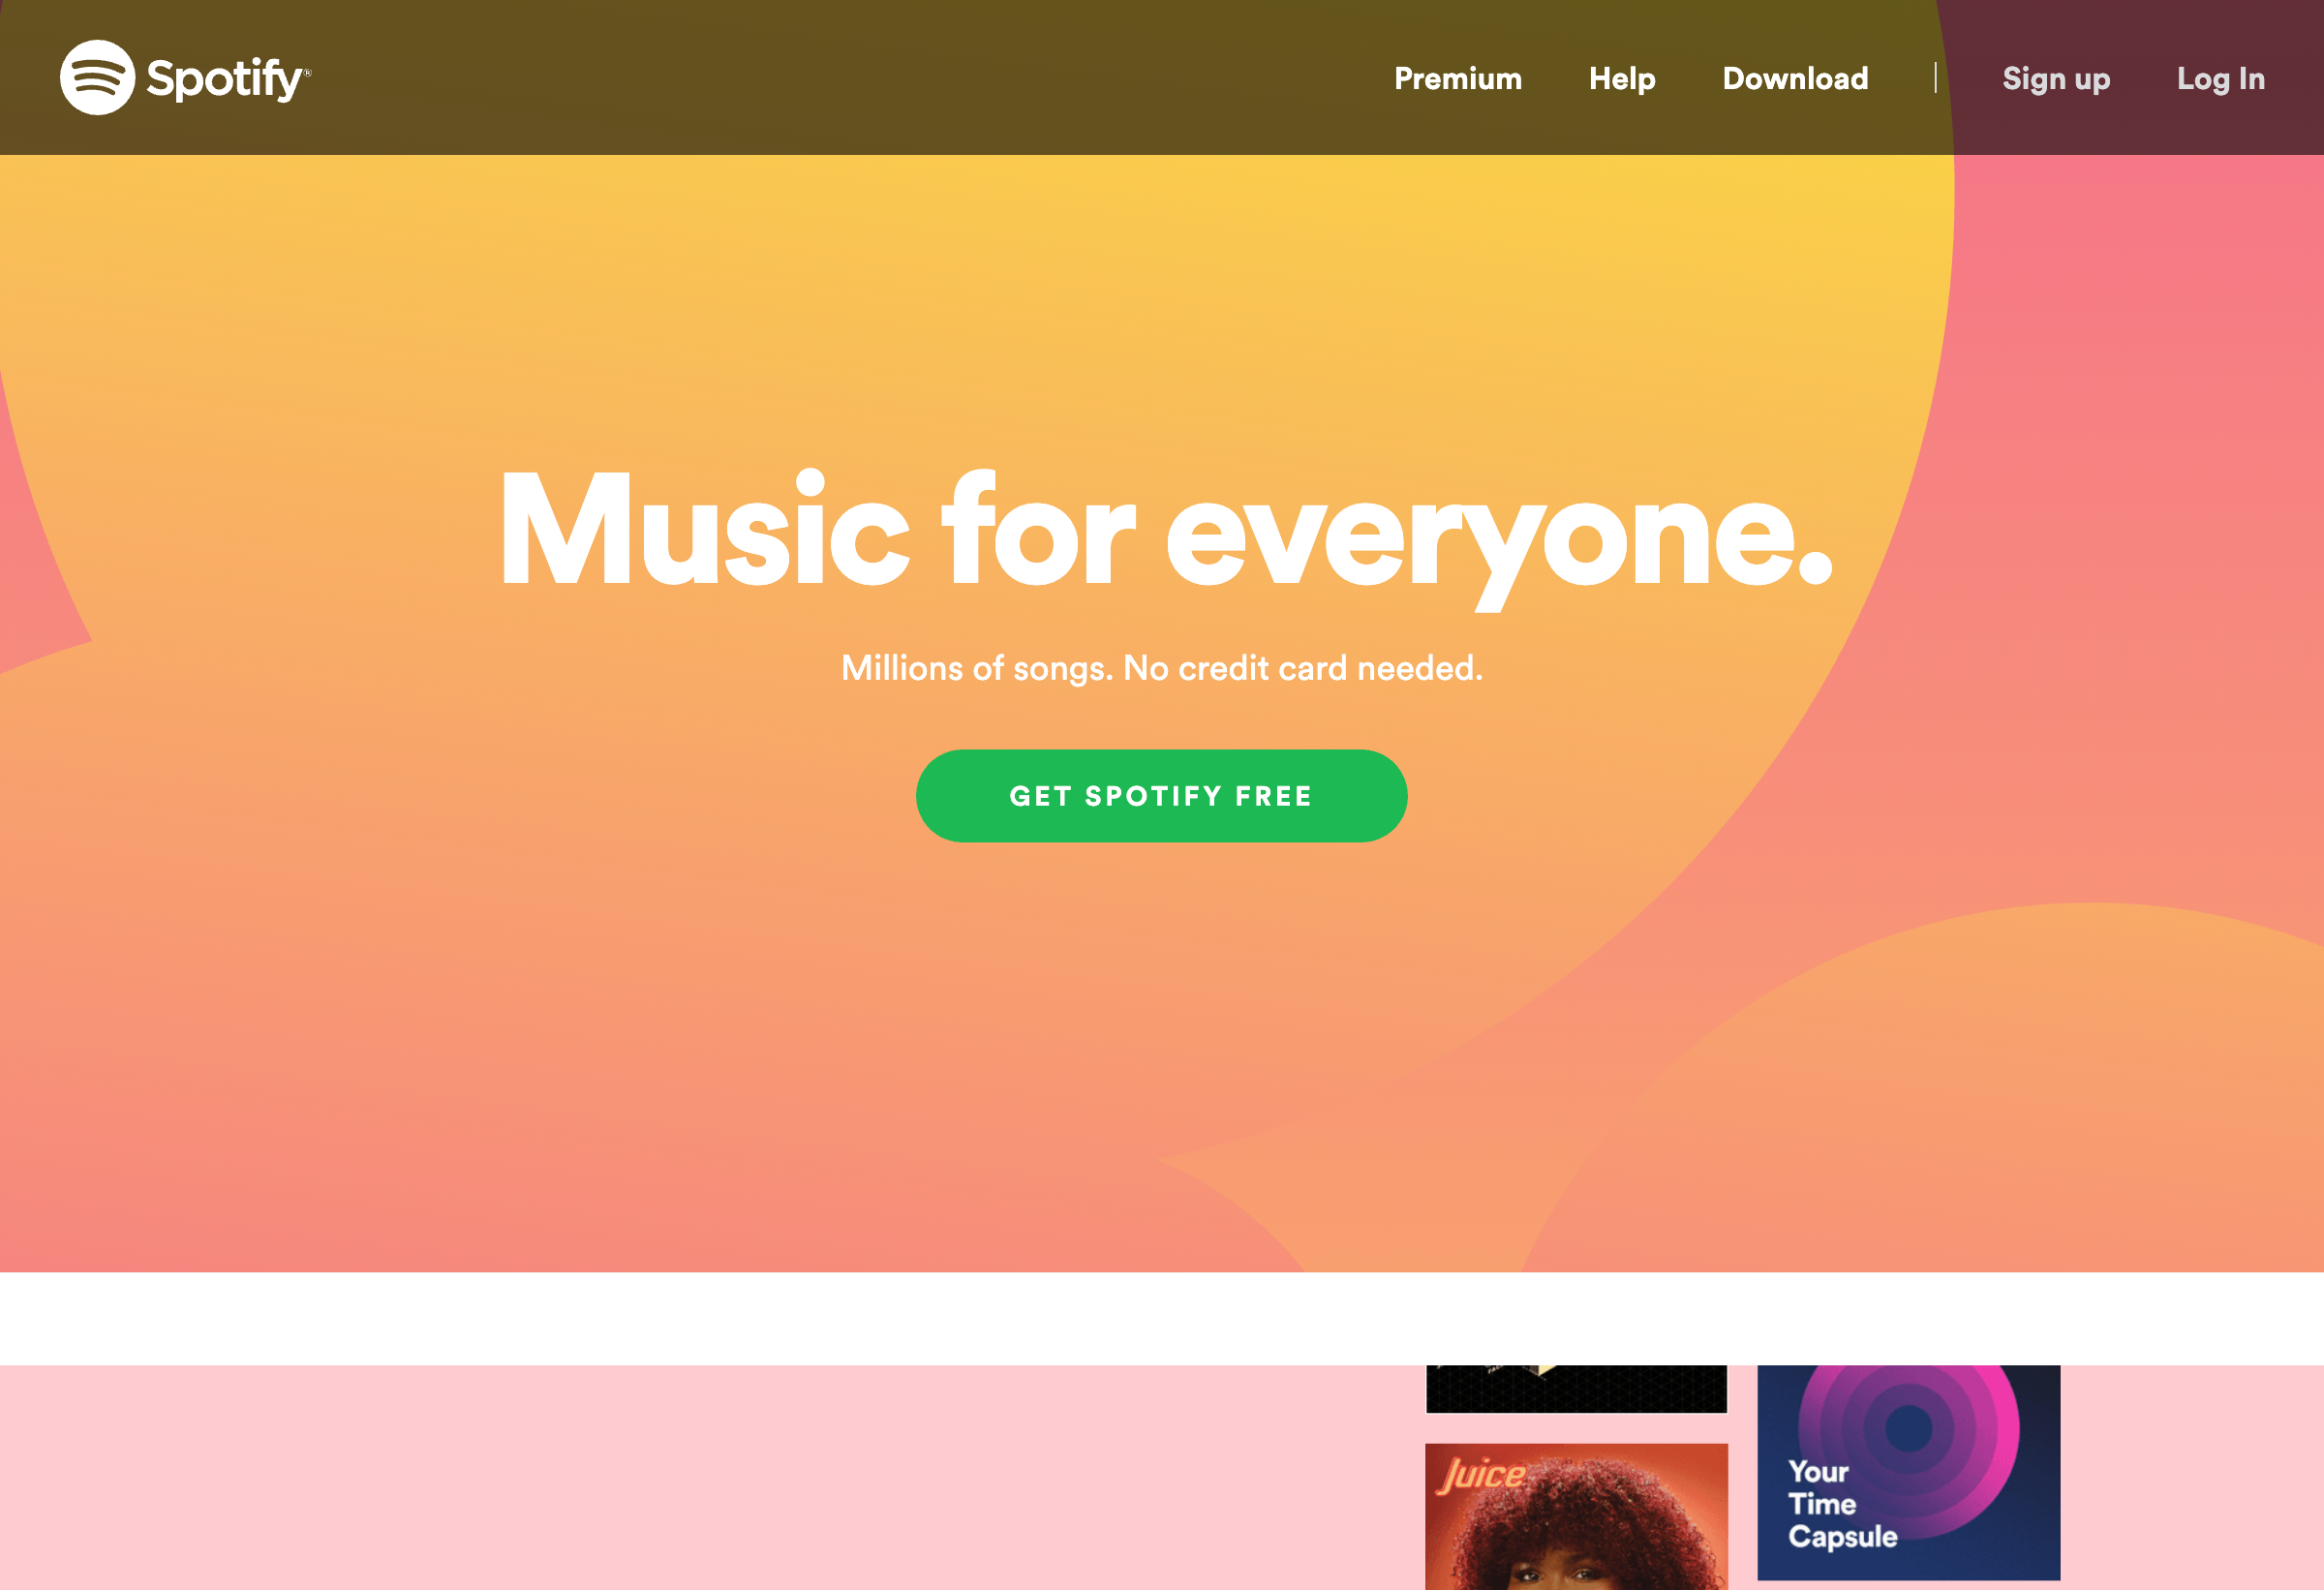 Spotify®
Premium Help Download | Sign up Log In
Music for everyone.
Millions of songs. No credit card needed.
GET SPOTIFY FREE
Juice
Your
Time
Capsule